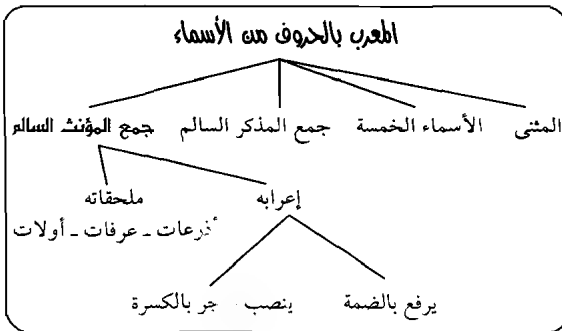 المعرب بالحروف من الأسماء
المثنى الأسماء الخمسة جمع المذكر السالم جمع المؤنث السالم
إعرابه ملحقاته
أذرعات - عرفات - أولات
يرفع بالضمة ينصب جر بالكسرة